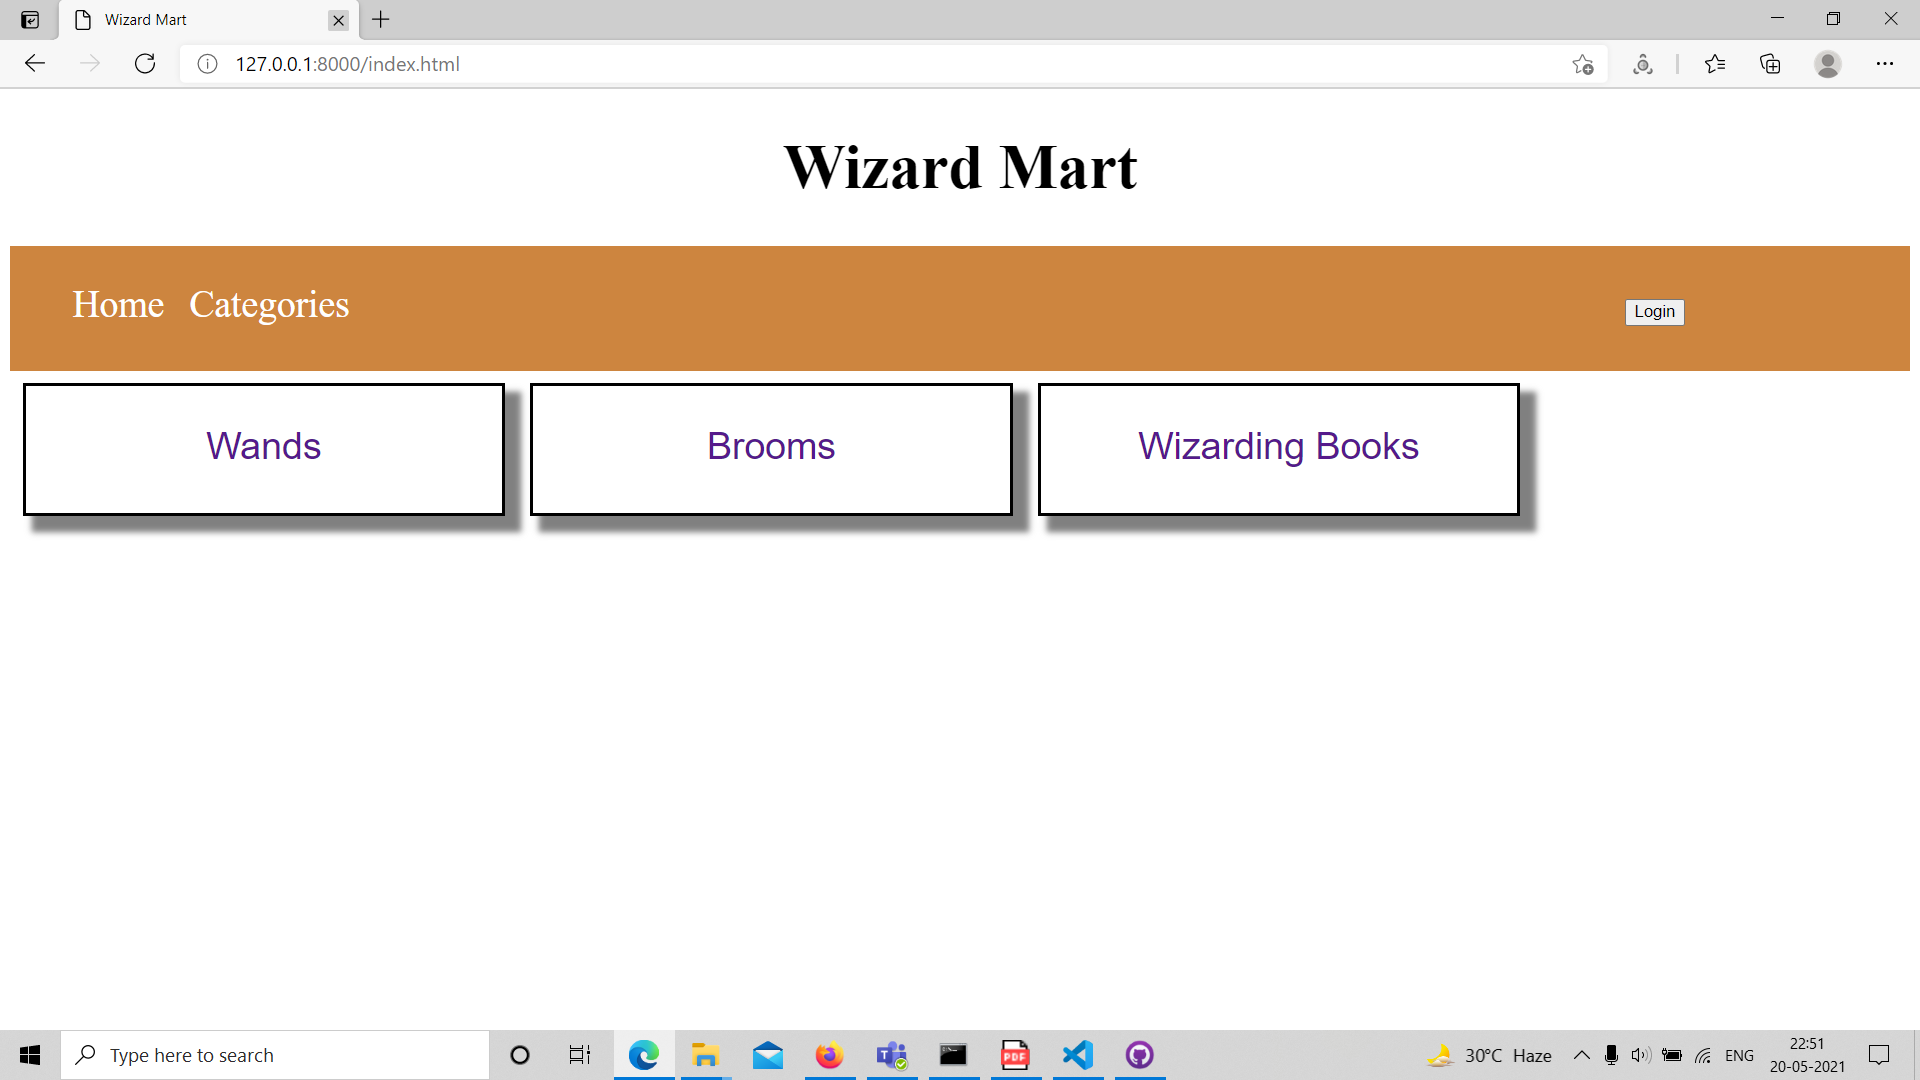 Wizard Mart
127.0.0.1:8000/index.html
Wizard Mart
Home Categories Login
Wands Brooms Wizarding Books
Type here to search
PDF
30°C Haze
ENG
22:51
20-05-2021